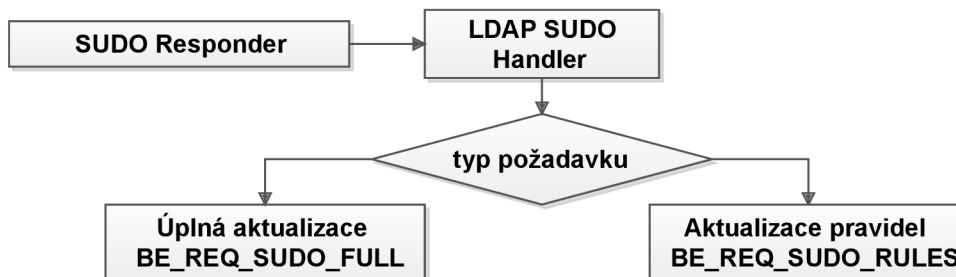 SUDO Responder
LDAP SUDO
Handler
typ požadavku
Úplná aktualizace
BE_REQ_SUDO_FULL
Aktualizace pravidel
BE_REQ_SUDO_RULES